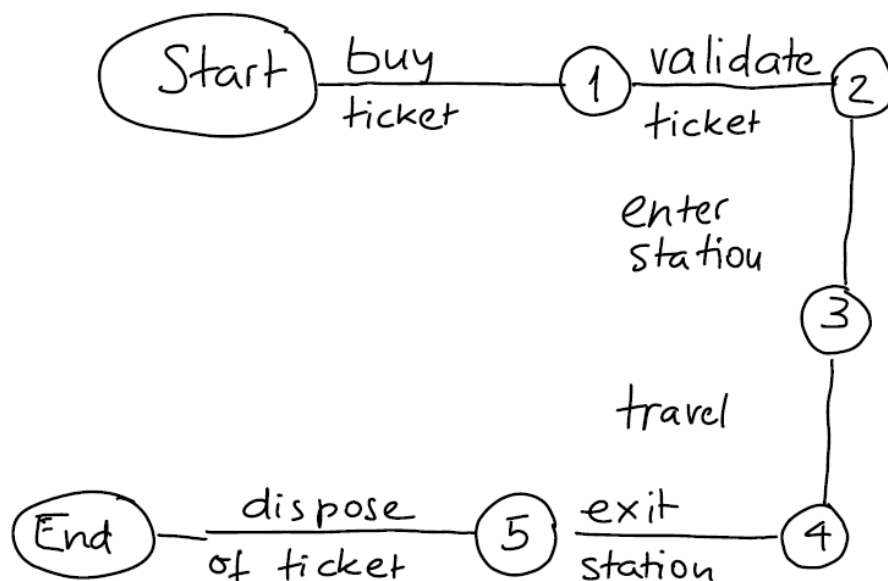 Start
buy
ticket
1
validate
ticket
2
enter
station
3
travel
4
exit
station
5
dispose
of ticket
End